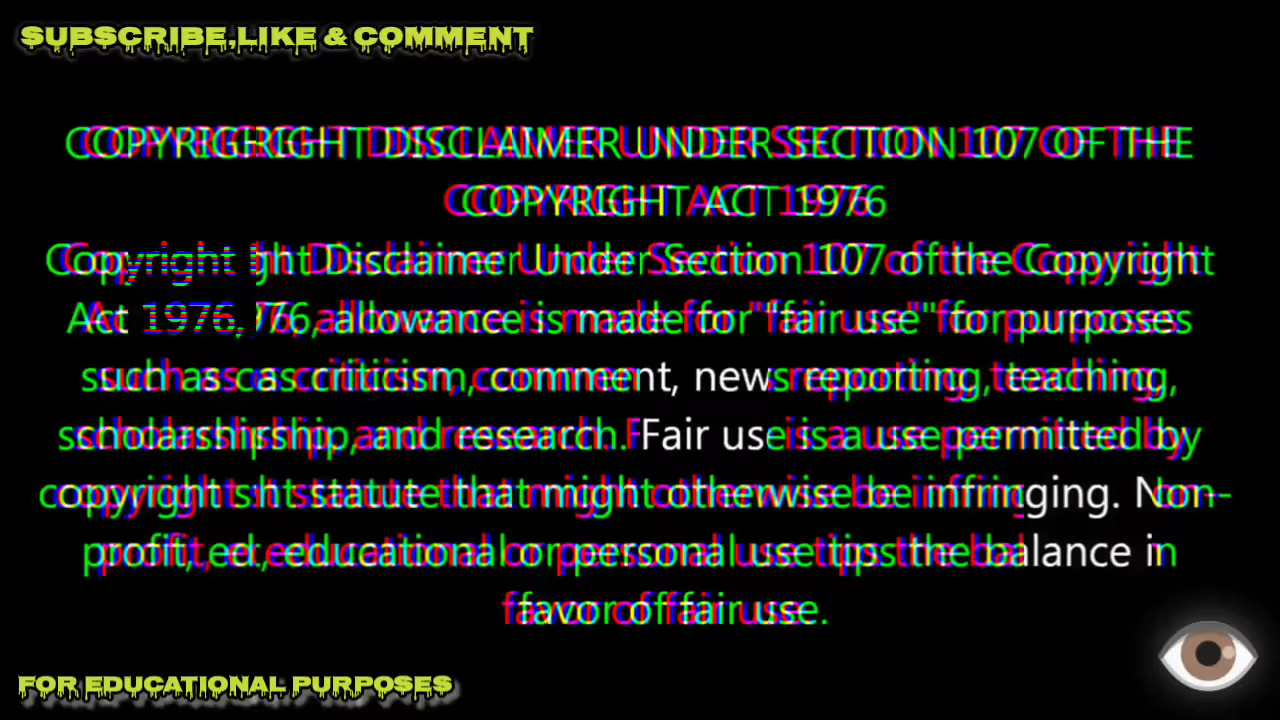 SUBSCRIBE,LIKE & COMMENT
COPYRIGHT DISCLAIMER UNDER SECTION 107 OF THE
COPYRIGHT ACT 1976
Copyright Disclaimer Under Section 107 of the Copyright
Act 1976, allowance is made for "fair use" for purposes
such as criticism, comment, news reporting, teaching,
scholarship, and research. Fair use is a use permitted by
copyright statute that might otherwise be infringing. Non-
profit, educational or personal use tips the balance in
favor of fair use.
FOR EDUCATIONAL PURPOSES